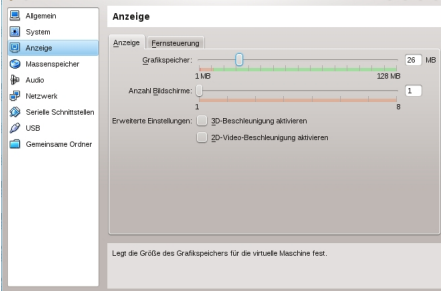 Allgemein
System
Anzeige
Massenspeicher
Audio
Netzwerk
Serielle Schnittstellen
USB
Gemeinsame Ordner
Anzeige
Anzeige Fernsteuerung
Grafikspeicher: 26 MB
1 MB 128 MB
Anzahl Bildschirme: 1
1 8
Erweiterte Einstellungen: 3D-Beschleunigung aktivieren
2D-Video-Beschleunigung aktivieren
Legt die Größe des Grafikspeichers für die virtuelle Maschine fest.